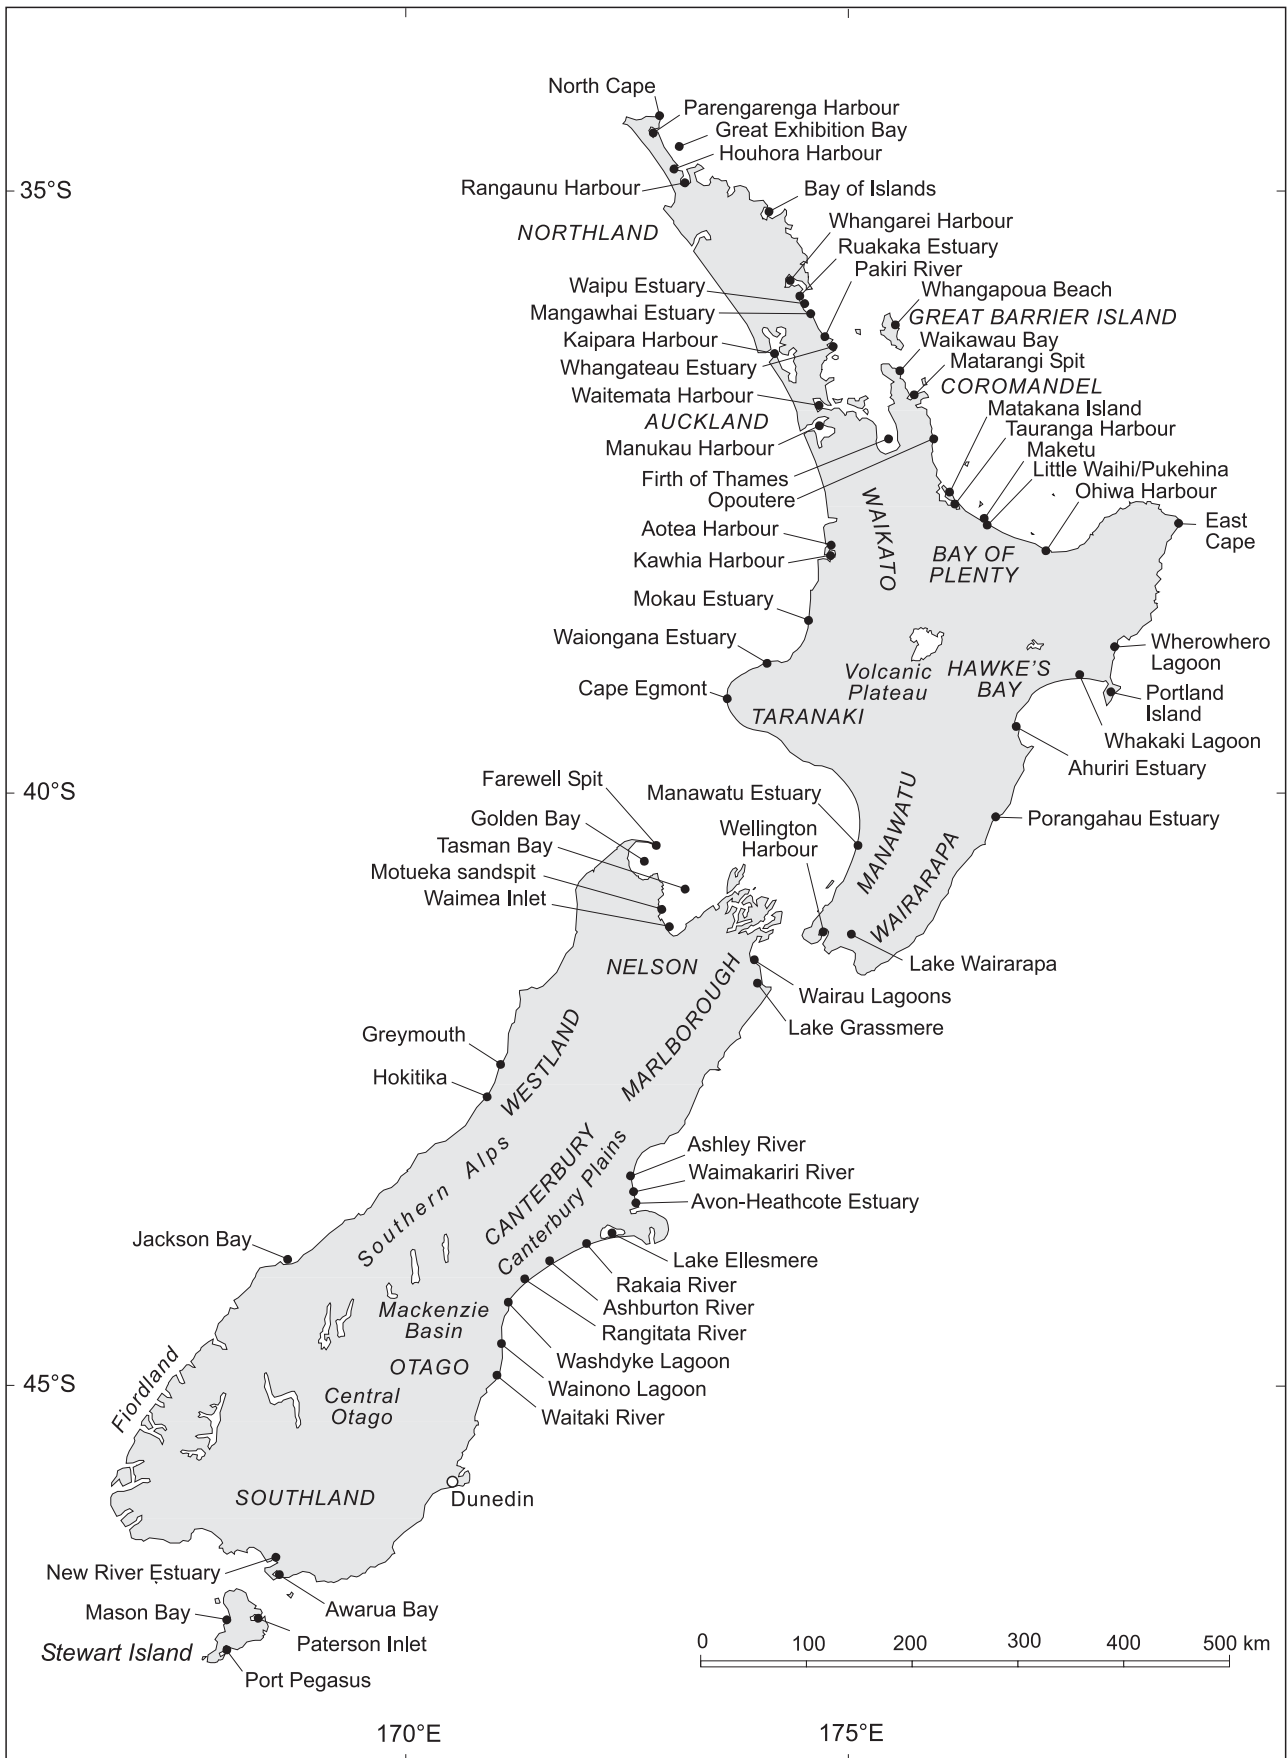 North Cape
Parengarenga Harbour
Great Exhibition Bay
Houhora Harbour
Rangaunu Harbour
35°S
Bay of Islands
Whangarei Harbour
NORTHLAND
Ruakaka Estuary
Pakiri River
Waipu Estuary
Whangapoua Beach
Mangawhai Estuary
GREAT BARRIER ISLAND
Kaipara Harbour
Waikawau Bay
Whangateau Estuary
Matarangi Spit
COROMANDEL
Waitemata Harbour
Matakana Island
AUCKLAND
Tauranga Harbour
Manukau Harbour
Maketu
Little Waihi/Pukehina
Firth of Thames
Ohiwa Harbour
Opoutere
WAIKATO
East
Cape
Aotea Harbour
Kawhia Harbour
BAY OF
PLENTY
Mokau Estuary
Waiongana Estuary
Wherowhero
Lagoon
Volcanic
Plateau
HAWKE'S
BAY
Cape Egmont
Portland
Island
TARANAKI
Whakaki Lagoon
Ahuriri Estuary
Farewell Spit
40°S
Manawatu Estuary
MANAWATU
Golden Bay
Wellington
Harbour
Porangahau Estuary
Tasman Bay
Motueka sandspit
WAIRARAPA
Waimea Inlet
NELSON
Lake Wairarapa
Wairau Lagoons
MARLBOROUGH
Lake Grassmere
Greymouth
WESTLAND
Hokitika
Ashley River
Southern Alps
CANTERBURY
Canterbury Plains
Waimakariri River
Avon-Heathcote Estuary
Jackson Bay
Lake Ellesmere
Rakaia River
Mackenzie
Basin
Ashburton River
Rangitata River
Washdyke Lagoon
OTAGO
Fiordland
45°S
Wainono Lagoon
Central
Otago
Waitaki River
SOUTHLAND
Dunedin
New River Estuary
Awarua Bay
Mason Bay
Paterson Inlet
Stewart Island
Port Pegasus
0 100 200 300 400 500 km
170°E 175°E